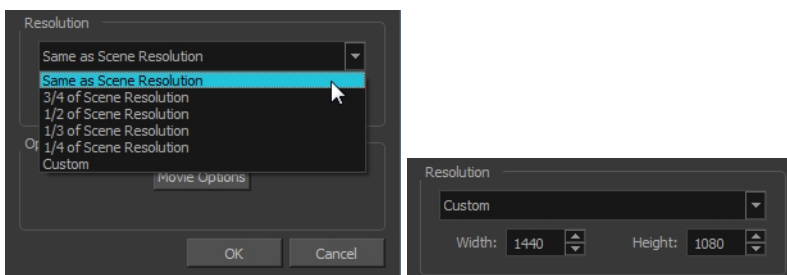 Resolution
Same as Scene Resolution
Same as Scene Resolution
3/4 of Scene Resolution
1/2 of Scene Resolution
1/3 of Scene Resolution
1/4 of Scene Resolution
Custom
Movie Options
OK
Cancel
Resolution
Custom
Width: 1440 Height: 1080